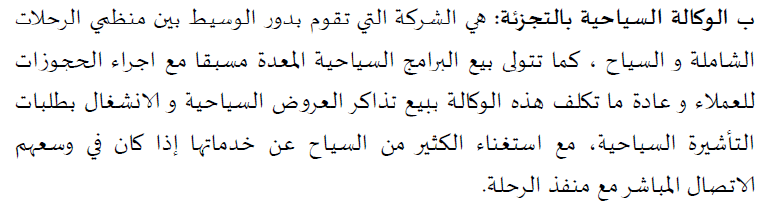 ب الوكالة السياحية بالتجزئة: هي الشركة التي تقوم بدور الوسيط بين منظمي الرحلات
الشاملة و السياح ، كما تتولى بيع البرامج السياحية المعدة مسبقا مع اجراء الحجوزات
للعملاء و عادة ما تكلف هذه الوكالة ببيع تذاكر العروض السياحية و الانشغال بطلبات
التأشيرة السياحية، مع استغناء الكثير من السياح عن خدماتها إذا كان في وسعهم
الاتصال المباشر مع منفذ الرحلة.